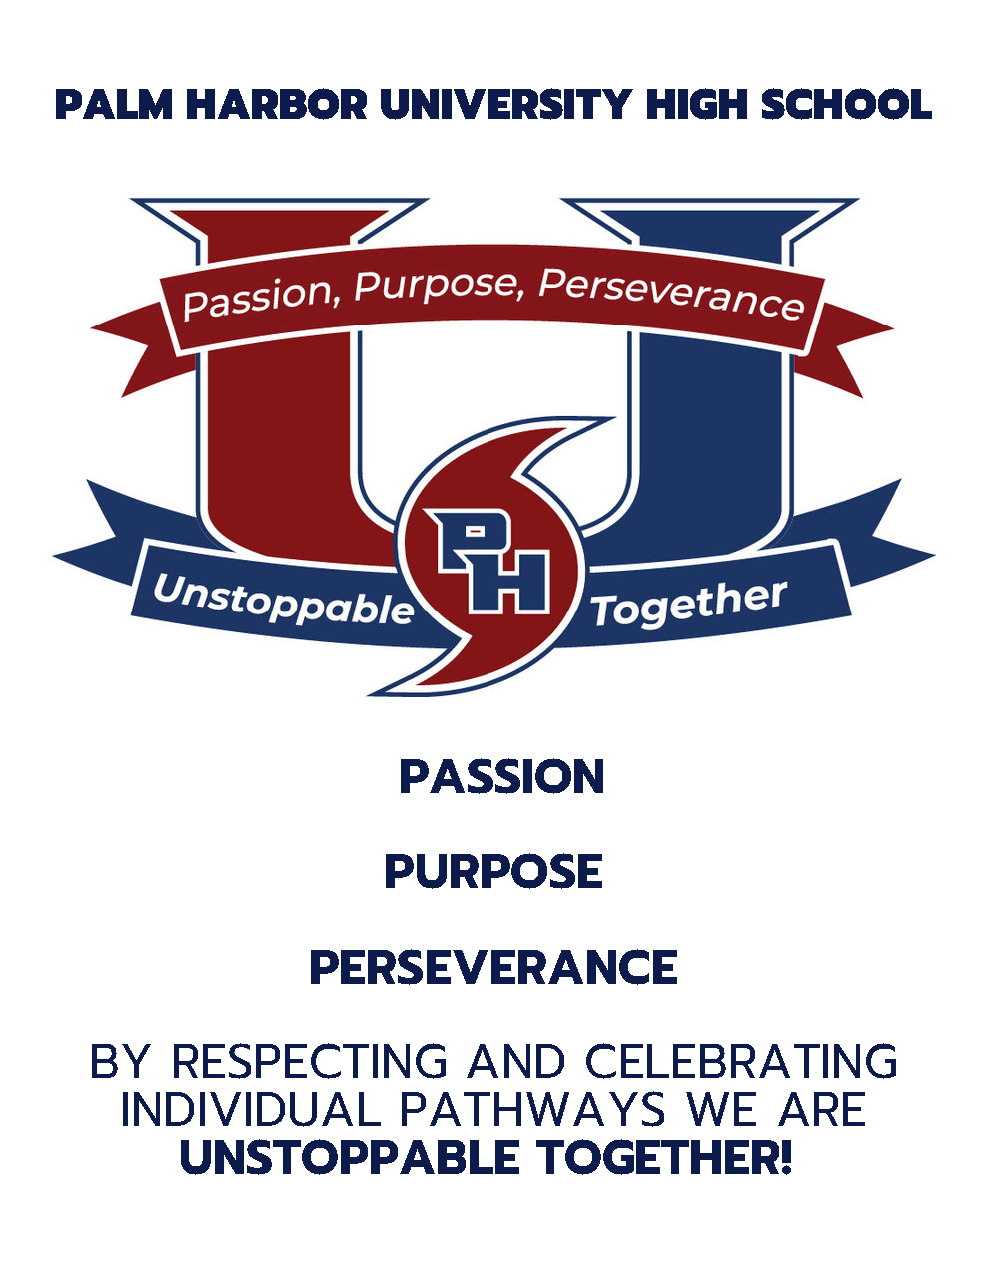 PALM HARBOR UNIVERSITY HIGH SCHOOL
Passion, Purpose, Perseverance
PH
Unstoppable Together
PASSION
PURPOSE
PERSEVERANCE
BY RESPECTING AND CELEBRATING
INDIVIDUAL PATHWAYS WE ARE
UNSTOPPABLE TOGETHER!